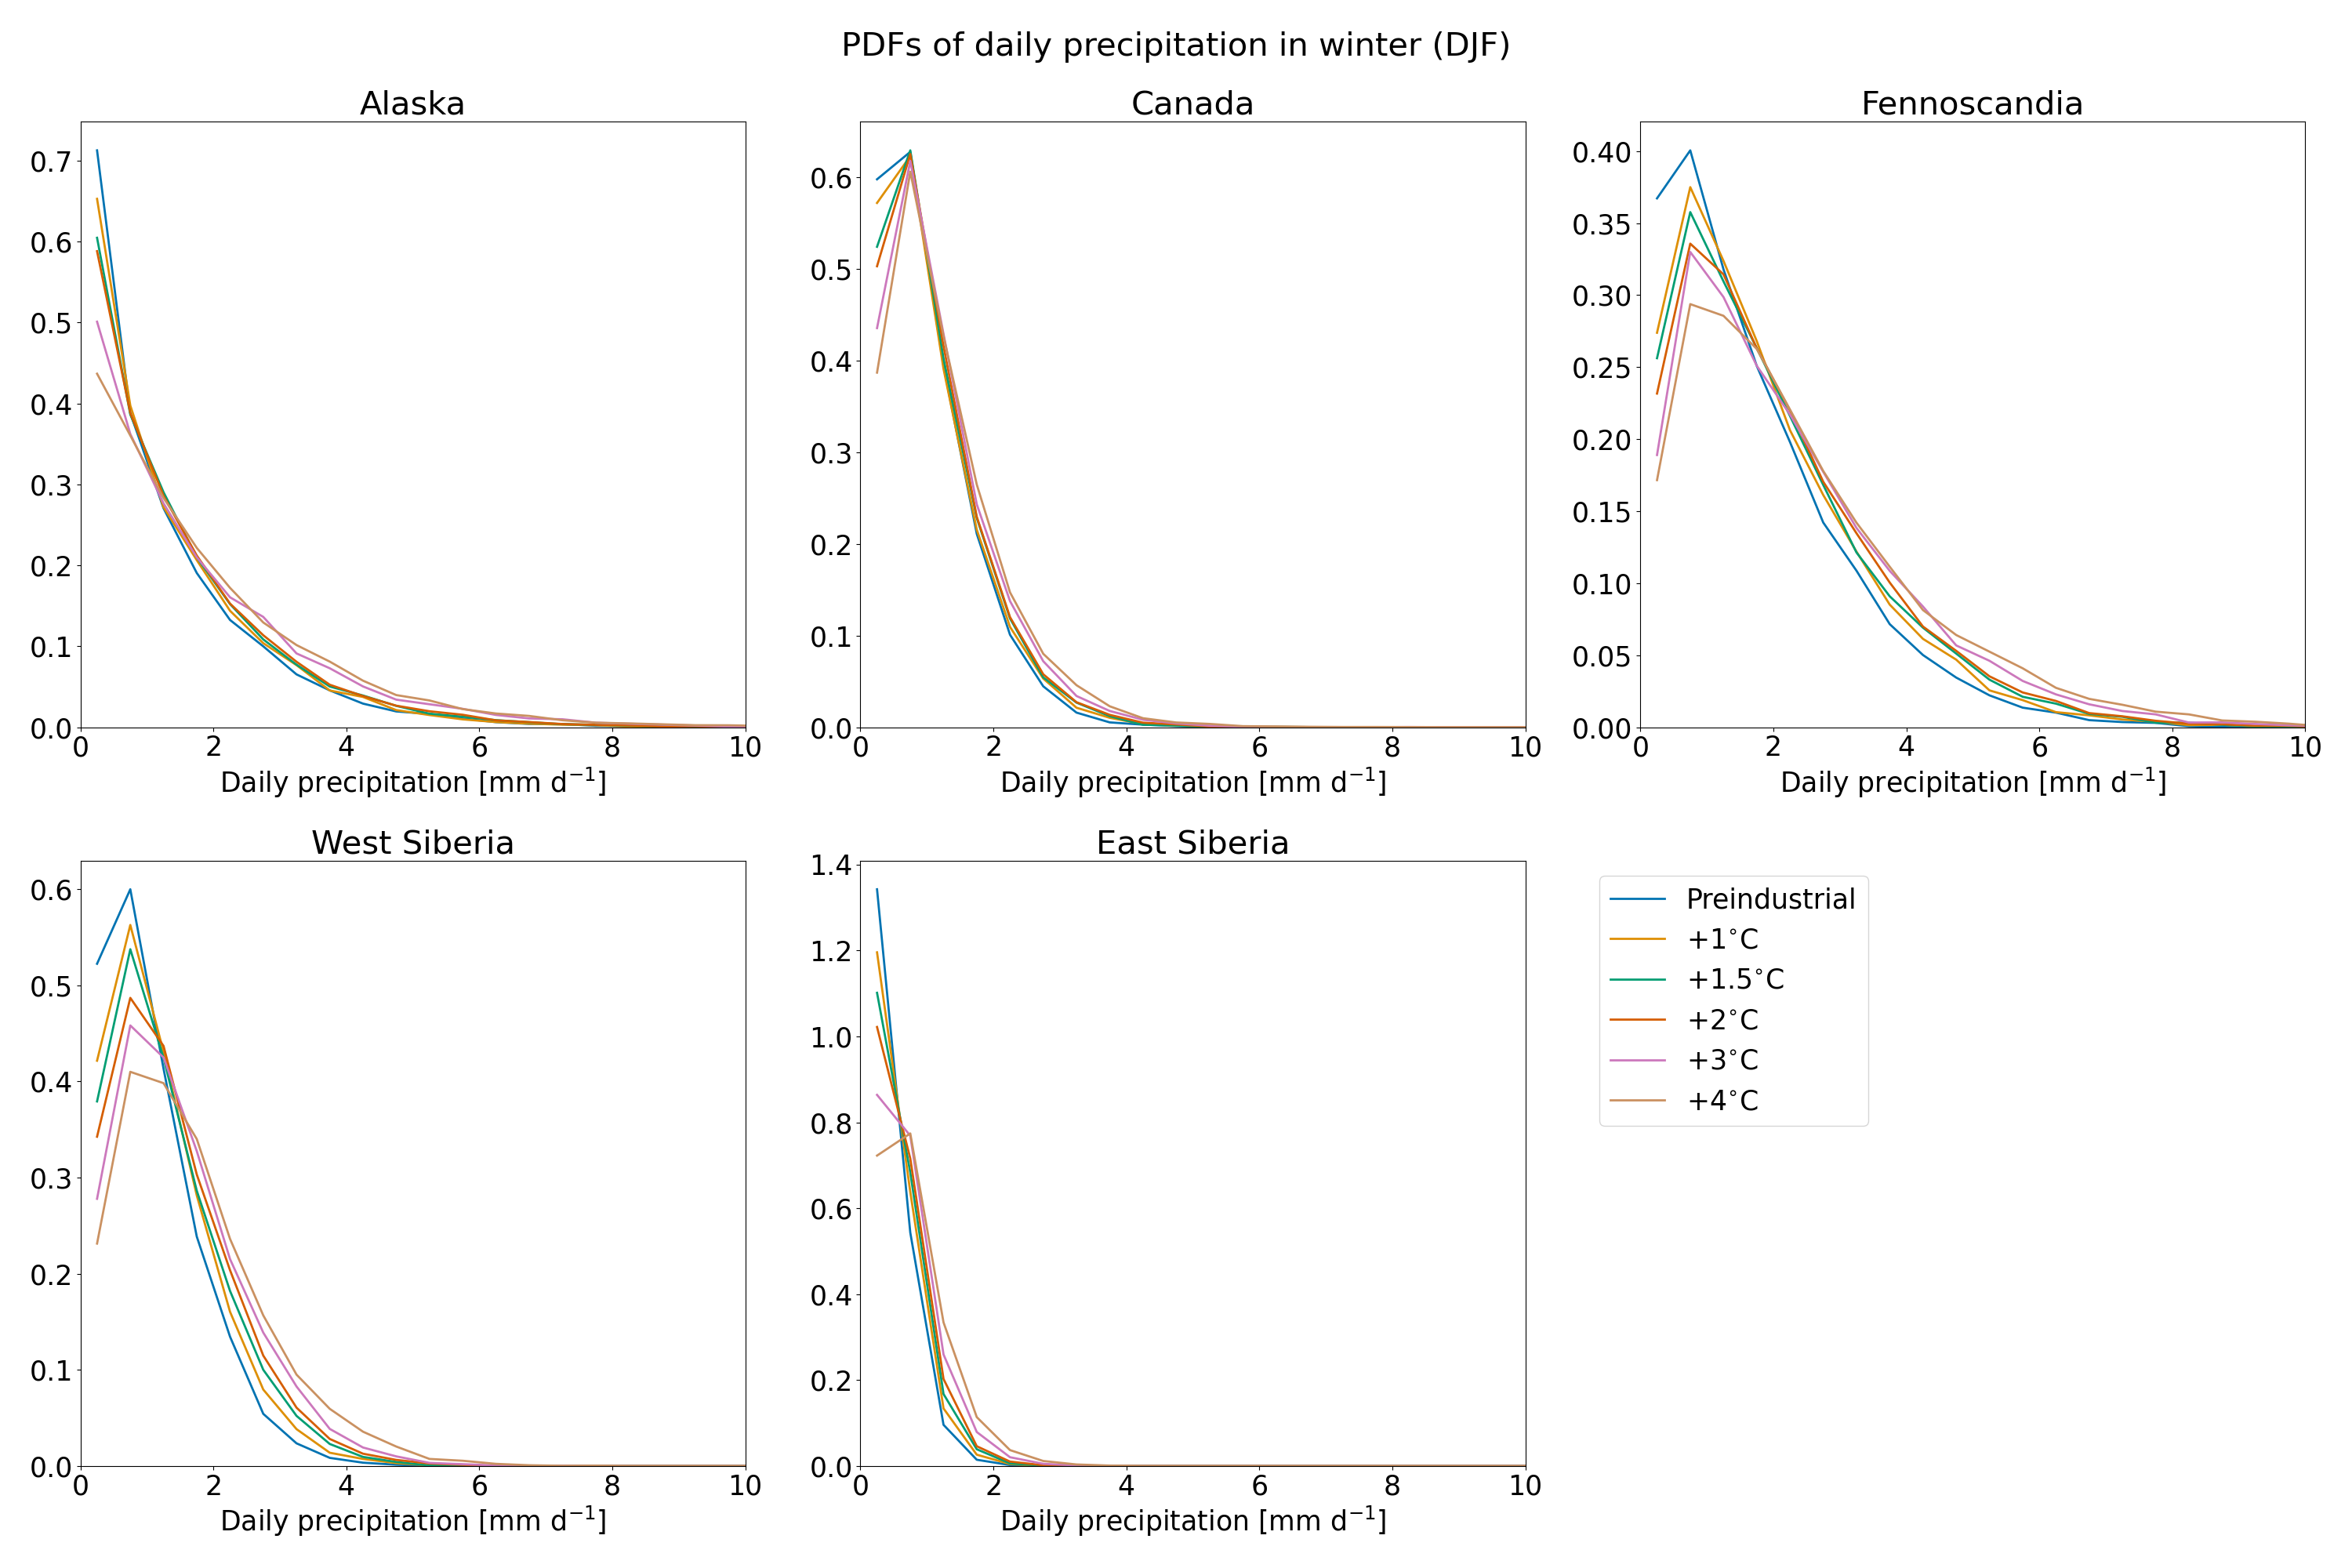 PDFs of daily precipitation in winter (DJF)
Alaska
0.7
0.6
0.5
0.4
0.3
0.2
0.1
0.0
0 2 4 6 8 10
Daily precipitation [mm d⁻¹]
Canada
0.6
0.5
0.4
0.3
0.2
0.1
0.0
0 2 4 6 8 10
Daily precipitation [mm d⁻¹]
Fennoscandia
0.40
0.35
0.30
0.25
0.20
0.15
0.10
0.05
0.00
0 2 4 6 8 10
Daily precipitation [mm d⁻¹]
West Siberia
0.6
0.5
0.4
0.3
0.2
0.1
0.0
0 2 4 6 8 10
Daily precipitation [mm d⁻¹]
East Siberia
1.4
1.2
1.0
0.8
0.6
0.4
0.2
0.0
0 2 4 6 8 10
Daily precipitation [mm d⁻¹]
Preindustrial
+1°C
+1.5°C
+2°C
+3°C
+4°C